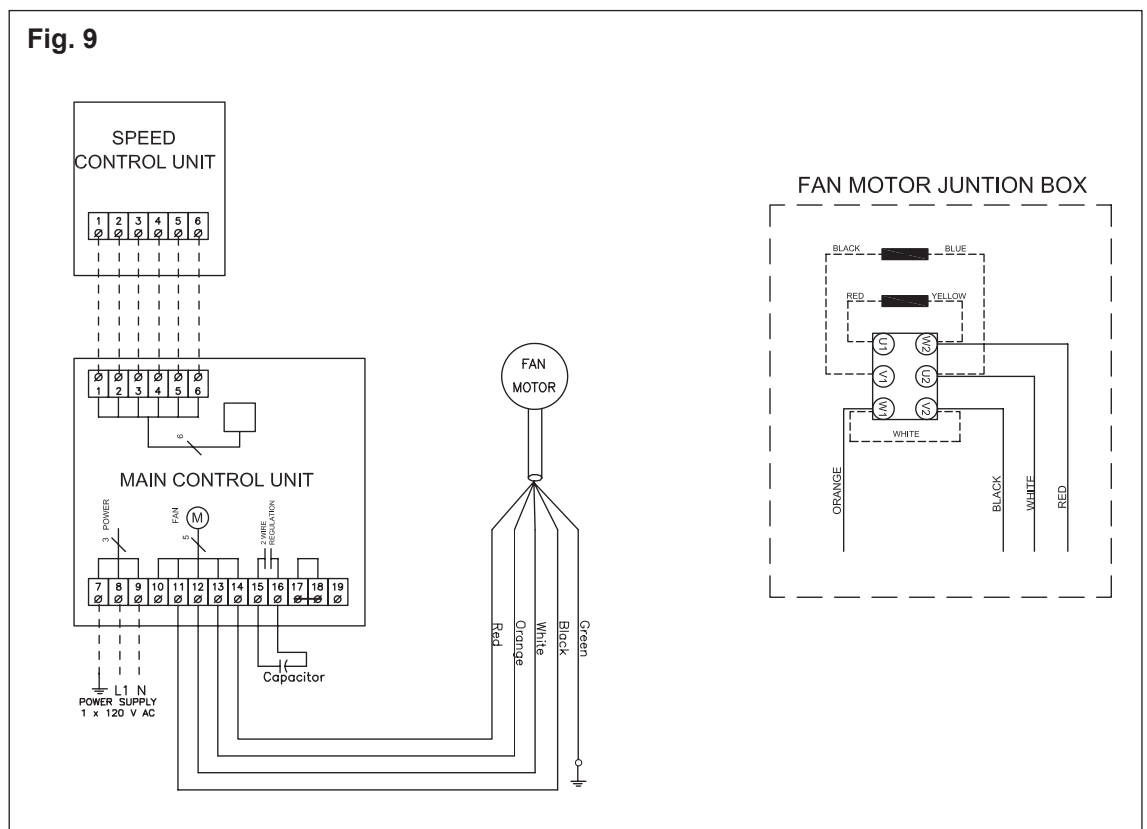 Fig. 9
SPEED
CONTROL UNIT
1 2 3 4 5 6
1 2 3 4 5 6
6
MAIN CONTROL UNIT
3 POWER
FAN
M
5
2 WIRE
REGULATION
7 8 9 10 11 12 13 14 15 16 17 18 19
L1 N
POWER SUPPLY
1 x 120 V AC
Capacitor
FAN
MOTOR
Red
Orange
White
Black
Green
FAN MOTOR JUNTION BOX
BLACK BLUE
RED YELLOW
U1 W2
V1 U2
W1 V2
WHITE
ORANGE
BLACK
WHITE
RED